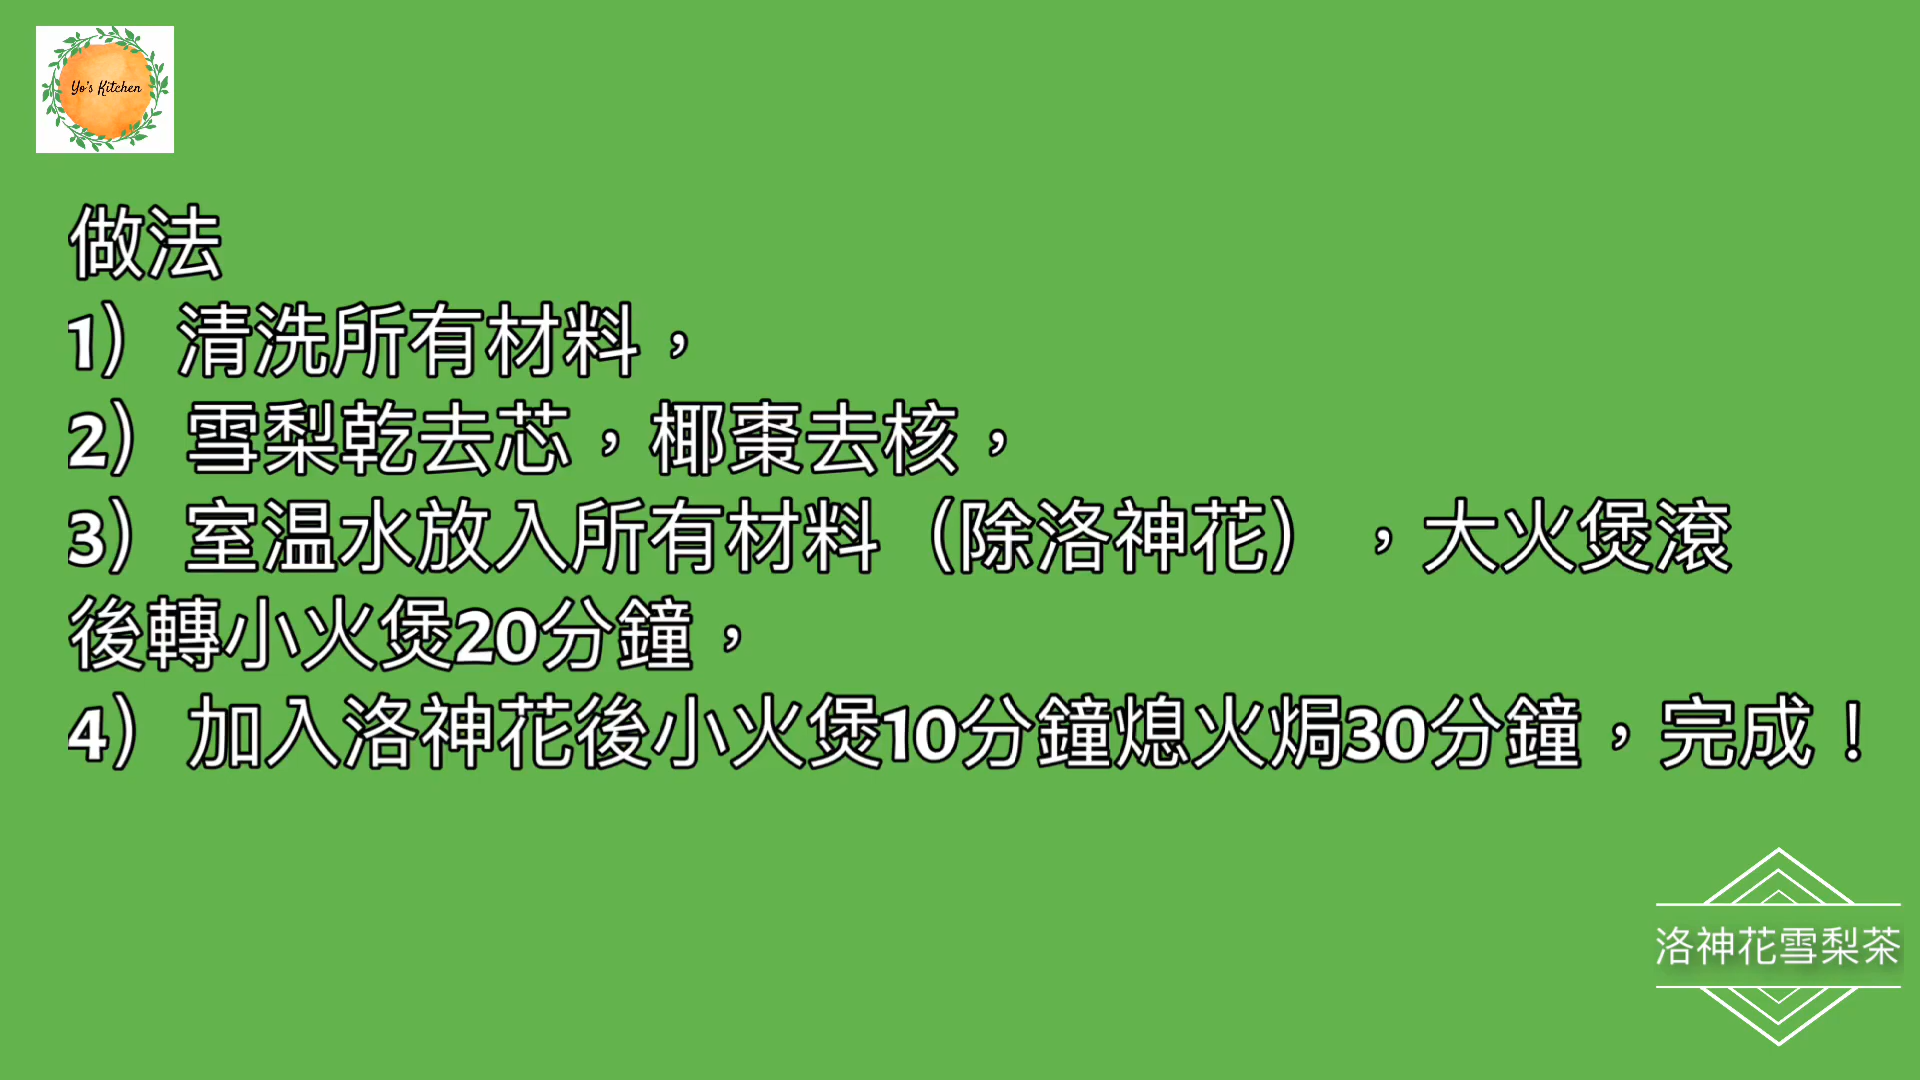 Yo's Kitchen
做法
1） 清洗所有材料，
2） 雪梨乾去芯，椰棗去核，
3） 室温水放入所有材料（除洛神花），大火煲滾
後轉小火煲20分鐘，
4） 加入洛神花後小火煲10分鐘熄火焗30分鐘，完成！
洛神花雪梨茶